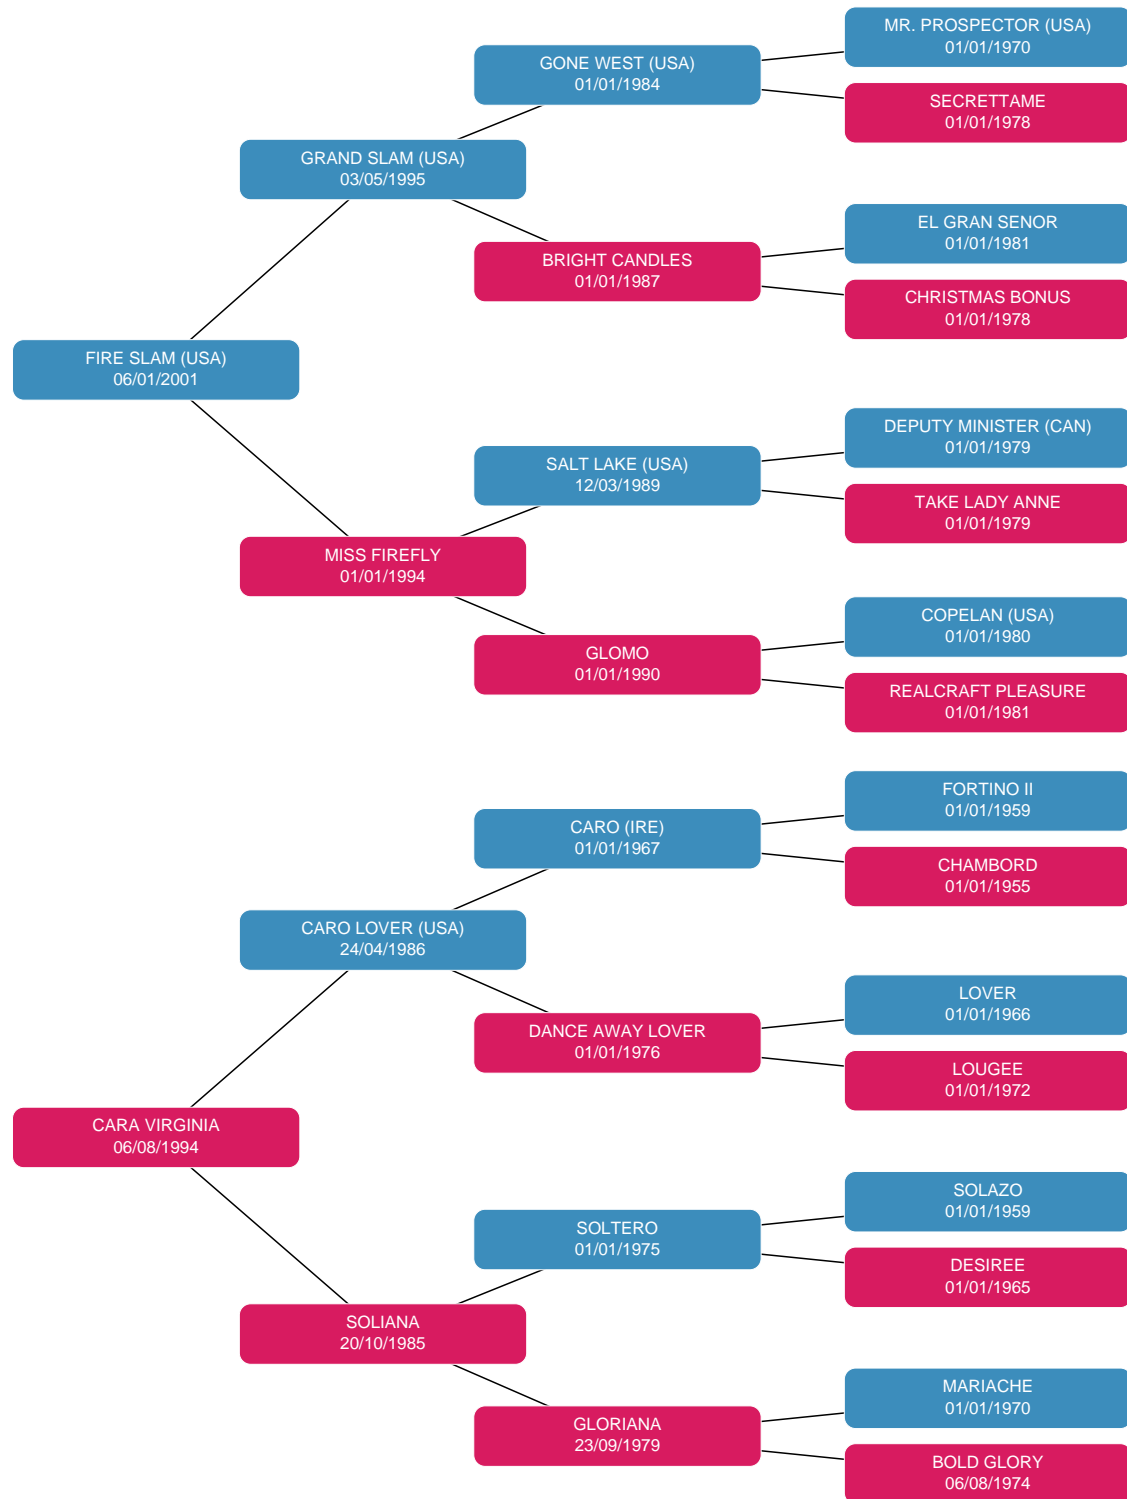 MR. PROSPECTOR (USA)
01/01/1970
GONE WEST (USA)
01/01/1984
SECRETTAME
01/01/1978
GRAND SLAM (USA)
03/05/1995
EL GRAN SENOR
01/01/1981
BRIGHT CANDLES
01/01/1987
CHRISTMAS BONUS
01/01/1978
FIRE SLAM (USA)
06/01/2001
DEPUTY MINISTER (CAN)
01/01/1979
SALT LAKE (USA)
12/03/1989
TAKE LADY ANNE
01/01/1979
MISS FIREFLY
01/01/1994
COPELAN (USA)
01/01/1980
GLOMO
01/01/1990
REALCRAFT PLEASURE
01/01/1981
FORTINO II
01/01/1959
CARO (IRE)
01/01/1967
CHAMBORD
01/01/1955
CARO LOVER (USA)
24/04/1986
LOVER
01/01/1966
DANCE AWAY LOVER
01/01/1976
LOUGEE
01/01/1972
CARA VIRGINIA
06/08/1994
SOLAZO
01/01/1959
SOLTERO
01/01/1975
DESIREE
01/01/1965
SOLIANA
20/10/1985
MARIACHE
01/01/1970
GLORIANA
23/09/1979
BOLD GLORY
06/08/1974